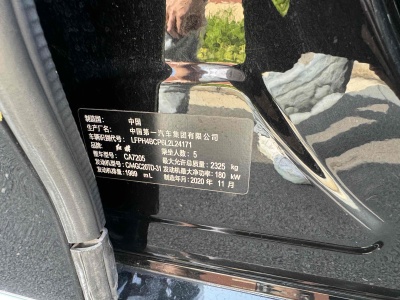 制造国: 中国
生产厂名: 中国第一汽车集团有限公司
车辆识别代号: LFPH4BCP6L2L24171
品牌: 红旗 乘坐人数: 5
整车型号: CA7205 最大允许总质量: 2325 kg
发动机型号: CA4GC20TD-31 发动机最大净功率: 180 kW
发动机排量: 1989 mL 制造年月: 2020 年 11 月